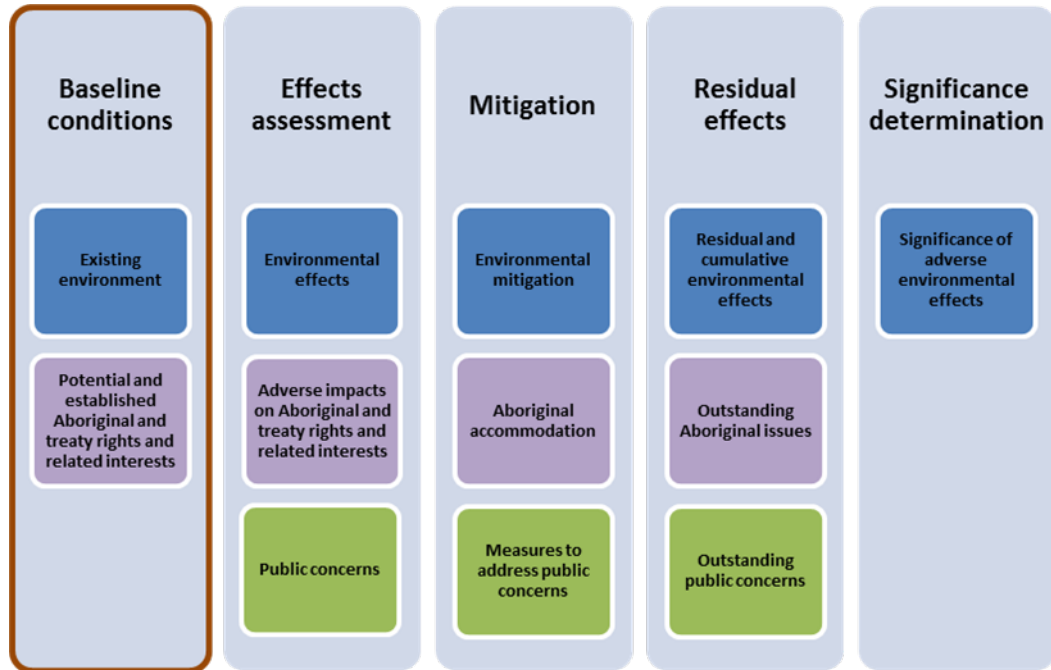 Baseline
conditions
Effects
assessment
Mitigation
Residual
effects
Significance
determination
Existing
environment
Environmental
effects
Environmental
mitigation
Residual and
cumulative
environmental
effects
Significance of
adverse
environmental
effects
Potential and
established
Aboriginal and
treaty rights and
related interests
Adverse impacts
on Aboriginal and
treaty rights and
related interests
Aboriginal
accommodation
Outstanding
Aboriginal issues
Public concerns
Measures to
address public
concerns
Outstanding
public concerns